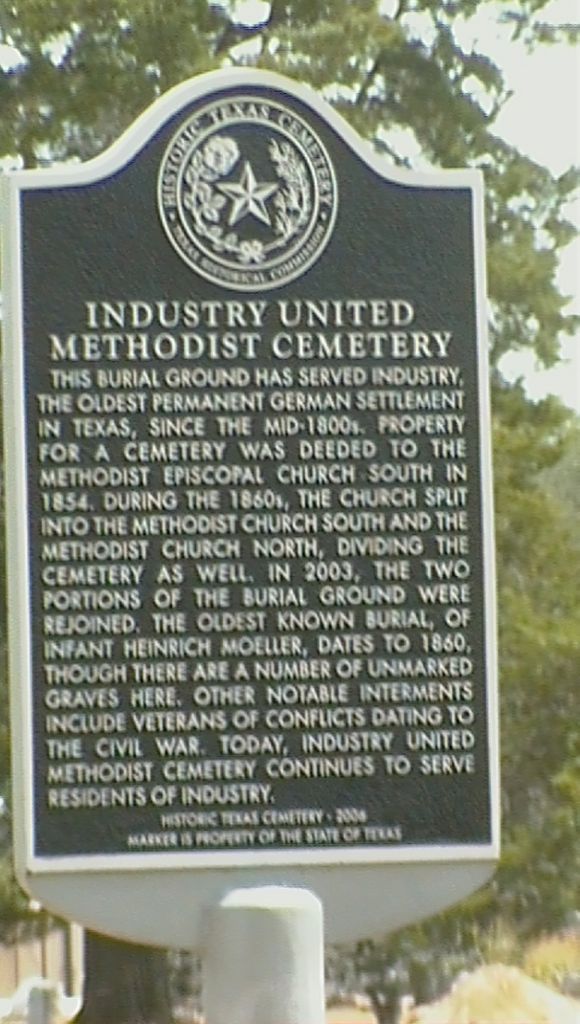 HISTORIC TEXAS CEMETERY
TEXAS HISTORICAL COMMISSION
INDUSTRY UNITED
METHODIST CEMETERY
THIS BURIAL GROUND HAS SERVED INDUSTRY,
THE OLDEST PERMANENT GERMAN SETTLEMENT
IN TEXAS, SINCE THE MID-1800s. PROPERTY
FOR A CEMETERY WAS DEEDED TO THE
METHODIST EPISCOPAL CHURCH SOUTH IN
1854. DURING THE 1860s, THE CHURCH SPLIT
INTO THE METHODIST CHURCH SOUTH AND THE
METHODIST CHURCH NORTH, DIVIDING THE
CEMETERY AS WELL. IN 2003, THE TWO
PORTIONS OF THE BURIAL GROUND WERE
REJOINED. THE OLDEST KNOWN BURIAL, OF
INFANT HEINRICH MOELLER, DATES TO 1860,
THOUGH THERE ARE A NUMBER OF UNMARKED
GRAVES HERE. OTHER NOTABLE INTERMENTS
INCLUDE VETERANS OF CONFLICTS DATING TO
THE CIVIL WAR. TODAY, INDUSTRY UNITED
METHODIST CEMETERY CONTINUES TO SERVE
RESIDENTS OF INDUSTRY.
HISTORIC TEXAS CEMETERY - 2006
MARKER IS PROPERTY OF THE STATE OF TEXAS